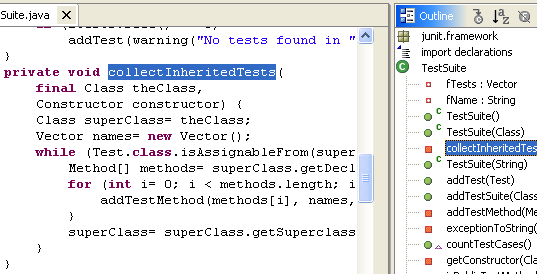 Suite.java
addTest(warning("No tests found in "
}
private void collectInheritedTests(
final Class theClass,
Constructor constructor) {
Class superClass= theClass;
Vector names= new Vector();
while (Test.class.isAssignableFrom(super
Method[] methods= superClass.getDecl
for (int i= 0; i < methods.length; i
addTestMethod(methods[i], names,
}
superClass= superClass.getSuperclass
}
}
Outline
junit.framework
import declarations
TestSuite
fTests : Vector
fName : String
TestSuite()
TestSuite(Class)
collectInheritedTes
TestSuite(String)
addTest(Test)
addTestSuite(Class
addTestMethod(Me
exceptionToString(
countTestCases()
getConstructor(Cla